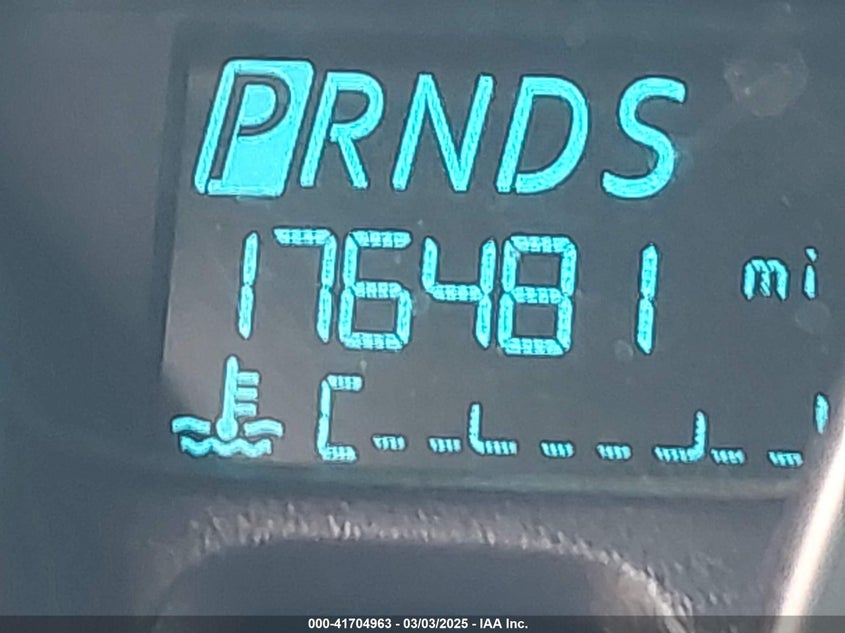 PRNDS
176481 mi
C
000-41704963 - 03/03/2025 - IAA Inc.